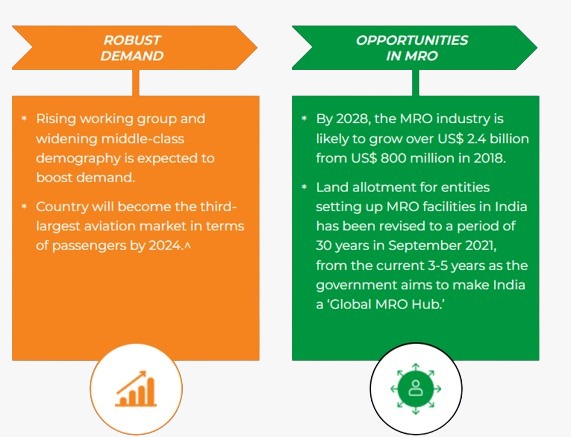 ROBUST
DEMAND
* Rising working group and
widening middle-class
demography is expected to
boost demand.
* Country will become the third-
largest aviation market in terms
of passengers by 2024.^
OPPORTUNITIES
IN MRO
* By 2028, the MRO industry is
likely to grow over US$ 2.4 billion
from US$ 800 million in 2018.
* Land allotment for entities
setting up MRO facilities in India
has been revised to a period of
30 years in September 2021,
from the current 3-5 years as the
government aims to make India
a ‘Global MRO Hub.’